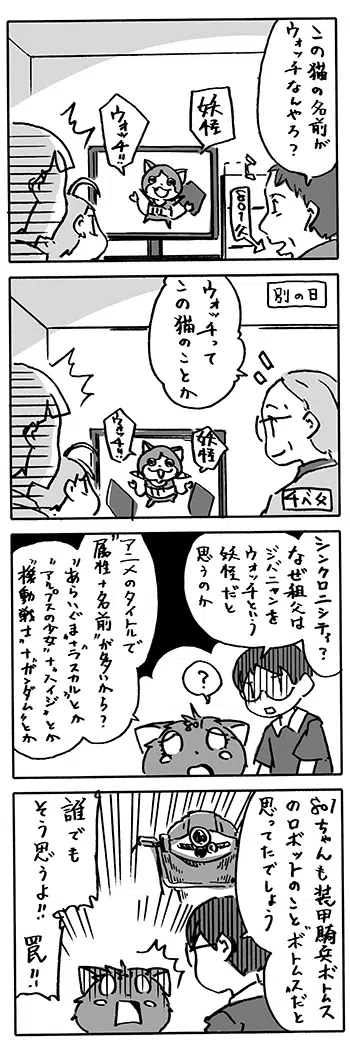 この猫の名前が
ウォッチなんやろ?
801父
妖怪
ウォッチ!!
別の日
ウォッチって
この猫のことか
妖怪
ウォッチ!!
チベ父
シンクロニシティ?
なぜ祖父は
ジバニャンを
ウォッチという
妖怪だと
思うのか
?
アニメのタイトルで
"属性+名前"が多いから?
"あらいぐま"+"ラスカル"とか
"アルプスの少女"+"ハイジ"とか
"機動戦士"+"ガンダム"とか
801ちゃんも装甲騎兵ボトムズ
のロボットのこと"ボトムズ"だと
思ってたでしょう
誰でも
そう思うよ!!
罠!!